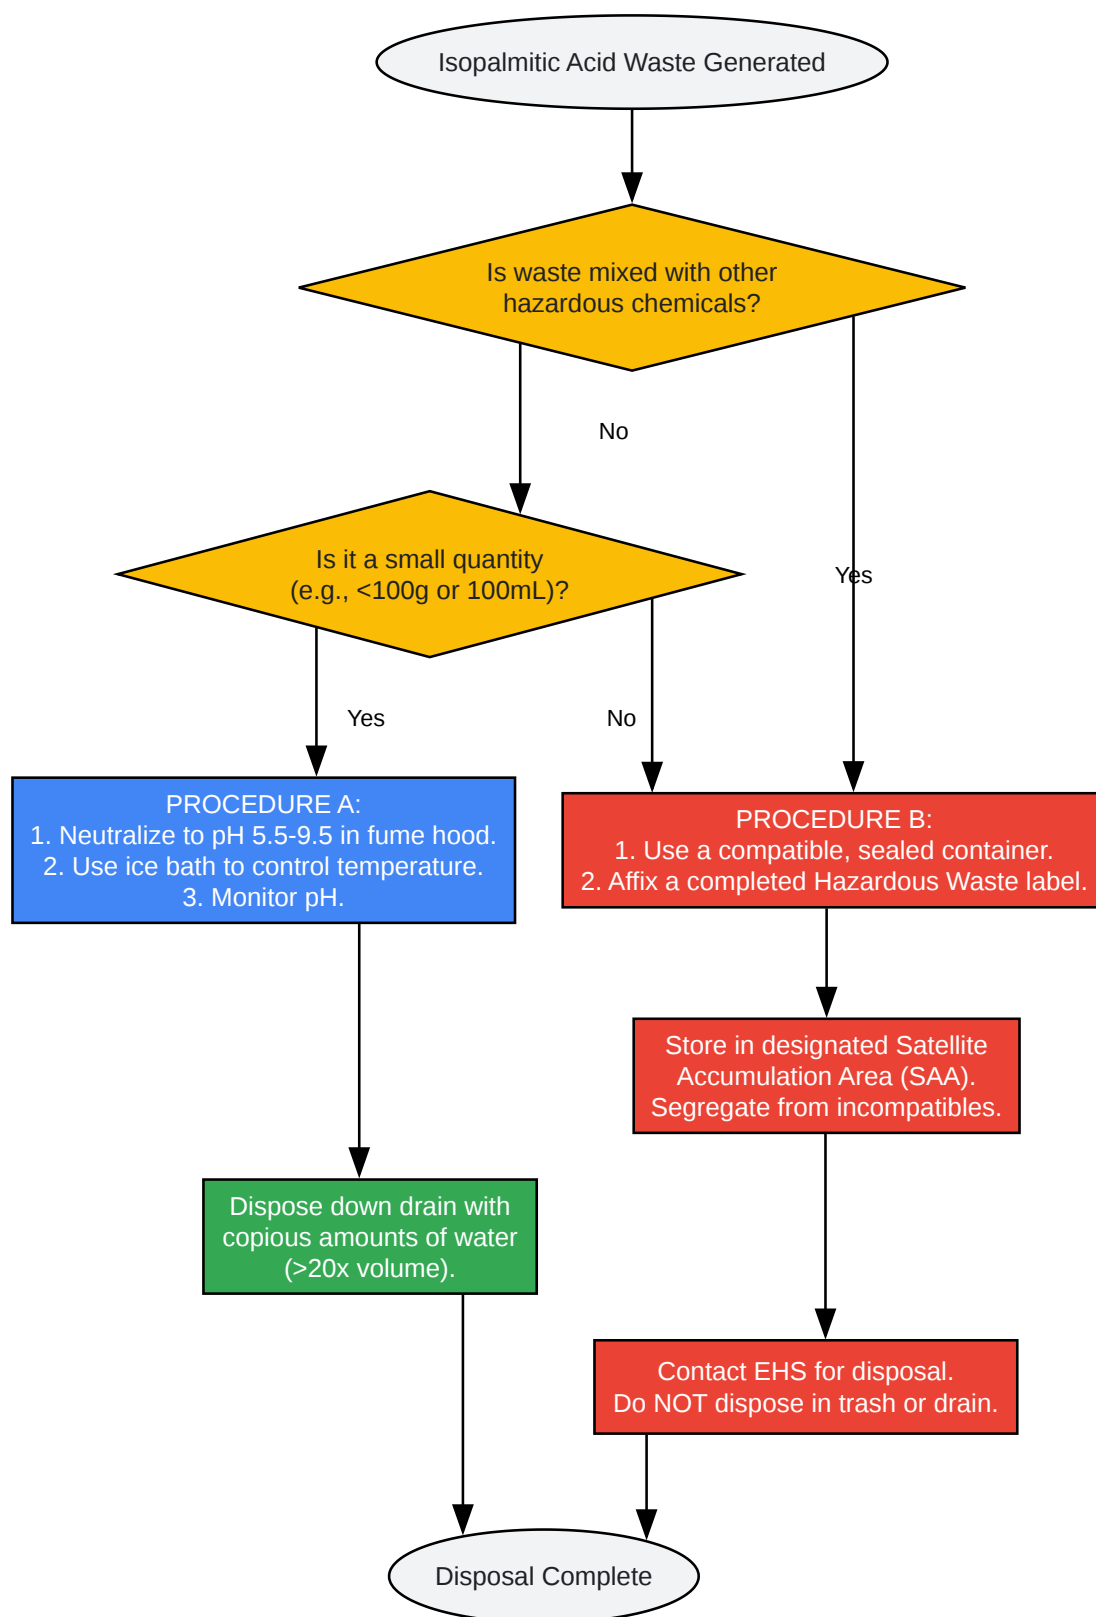 Isopalmitic Acid Waste Generated
Is waste mixed with other
hazardous chemicals?
No
Is it a small quantity
(e.g., <100g or 100mL)?
Yes
Yes
No
PROCEDURE A:
1. Neutralize to pH 5.5-9.5 in fume hood.
2. Use ice bath to control temperature.
3. Monitor pH.
PROCEDURE B:
1. Use a compatible, sealed container.
2. Affix a completed Hazardous Waste label.
Store in designated Satellite
Accumulation Area (SAA).
Segregate from incompatibles.
Dispose down drain with
copious amounts of water
(>20x volume).
Contact EHS for disposal.
Do NOT dispose in trash or drain.
Disposal Complete